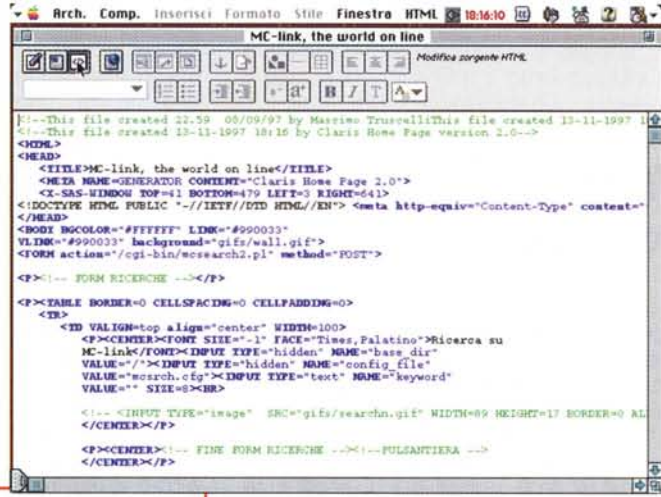 Arch. Comp. Inserisci Formato Stile Finestra HTML 18:16:10
MC-link, the world on line
Modifica sorgente HTML
B I T A
<!--This file created 22.59 08/09/97 by Massimo TruscelliThis file created 13-11-1997
<!--This file created 13-11-1997 18:16 by Claris Home Page version 2.0-->
<HTML>
<HEAD>
<TITLE>MC-link, the world on line</TITLE>
<META NAME=GENERATOR CONTENT="Claris Home Page 2.0">
<X-SAS-WINDOW TOP=41 BOTTOM=479 LEFT=3 RIGHT=641>
<!DOCTYPE HTML PUBLIC "-//IETF//DTD HTML//EN"> <meta http-equiv="Content-Type" content="
</HEAD>
<BODY BGCOLOR="#FFFFFF" LINK="#990033"
VLINK="#990033" background="gifs/wall.gif">
<FORM action="/cgi-bin/mcsearch2.pl" method="POST">
<P><!-- FORM RICERCHE --></P>
<P><TABLE BORDER=0 CELLSPACING=0 CELLPADDING=0>
<TR>
<TD VALIGN=top align="center" WIDTH=100>
<P><CENTER><FONT SIZE="-1" FACE="Times,Palatino">Ricerca su
MC-link</FONT><INPUT TYPE="hidden" NAME="base_dir"
VALUE="/"><INPUT TYPE="hidden" NAME="config_file"
VALUE="mcsrch.cfg"><INPUT TYPE="text" NAME="keyword"
VALUE="" SIZE=8><HR>
<!-- <INPUT TYPE="image" SRC="gifs/searchn.gif" WIDTH=89 HEIGHT=17 BORDER=0 AL
</CENTER></P>
<P><CENTER><!-- FINE FORM RICERCHE --><!--PULSANTIERA -->
</CENTER></P>